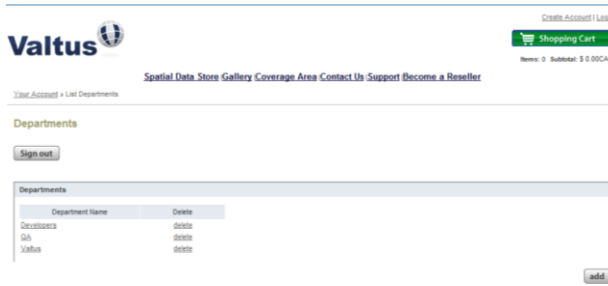 Create Account | Log
Valtus
Shopping Cart
Items: 0 Subtotal: $ 0.00CA
Spatial Data Store Gallery Coverage Area Contact Us Support Become a Reseller
Your Account » List Departments
Departments
Sign out
Departments
Department Name Delete
Developers delete
QA delete
Valtus delete
add